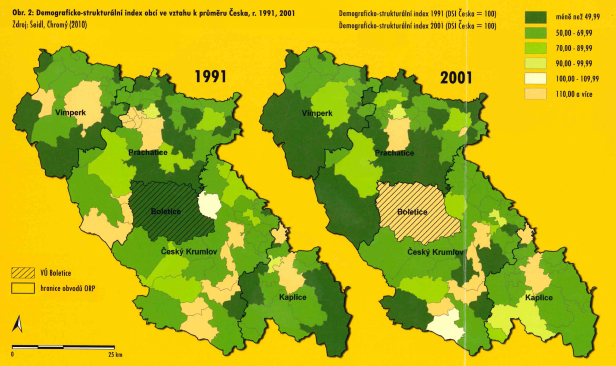 Obr. 2: Demograficko-strukturální index obcí ve vztahu k průměru Česka, r. 1991, 2001
Zdroj: Seidl, Chromý (2010)
Demograficko-strukturální index 1991 (DSI Česka = 100)
Demograficko-strukturální index 2001 (DSI Česka = 100)
méně než 49,99
50,00 - 69,99
70,00 - 89,99
90,00 - 99,99
100,00 - 109,99
110,00 a více
1991
2001
Vimperk
Prachatice
Boletice
Český Krumlov
Kaplice
Vimperk
Prachatice
Boletice
Český Krumlov
Kaplice
VÚ Boletice
hranice obvodů ORP
0 25 km